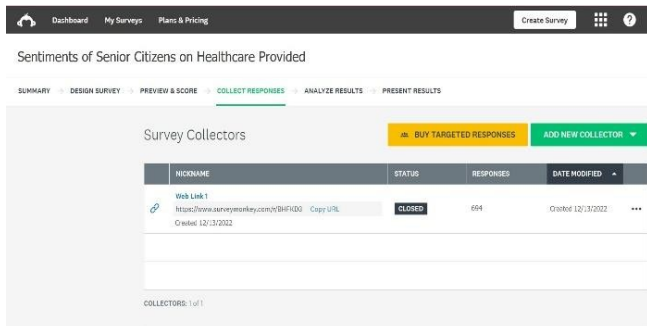 Dashboard My Surveys Plans & Pricing Create Survey ?
Sentiments of Senior Citizens on Healthcare Provided
SUMMARY → DESIGN SURVEY → PREVIEW & SCORE → COLLECT RESPONSES → ANALYZE RESULTS → PRESENT RESULTS
Survey Collectors BUY TARGETED RESPONSES ADD NEW COLLECTOR
NICKNAME STATUS RESPONSES DATE MODIFIED
Web Link 1
Copy URL CLOSED 694 Created 12/13/2022 •••
Created 12/13/2022
COLLECTORS: 1 of 1